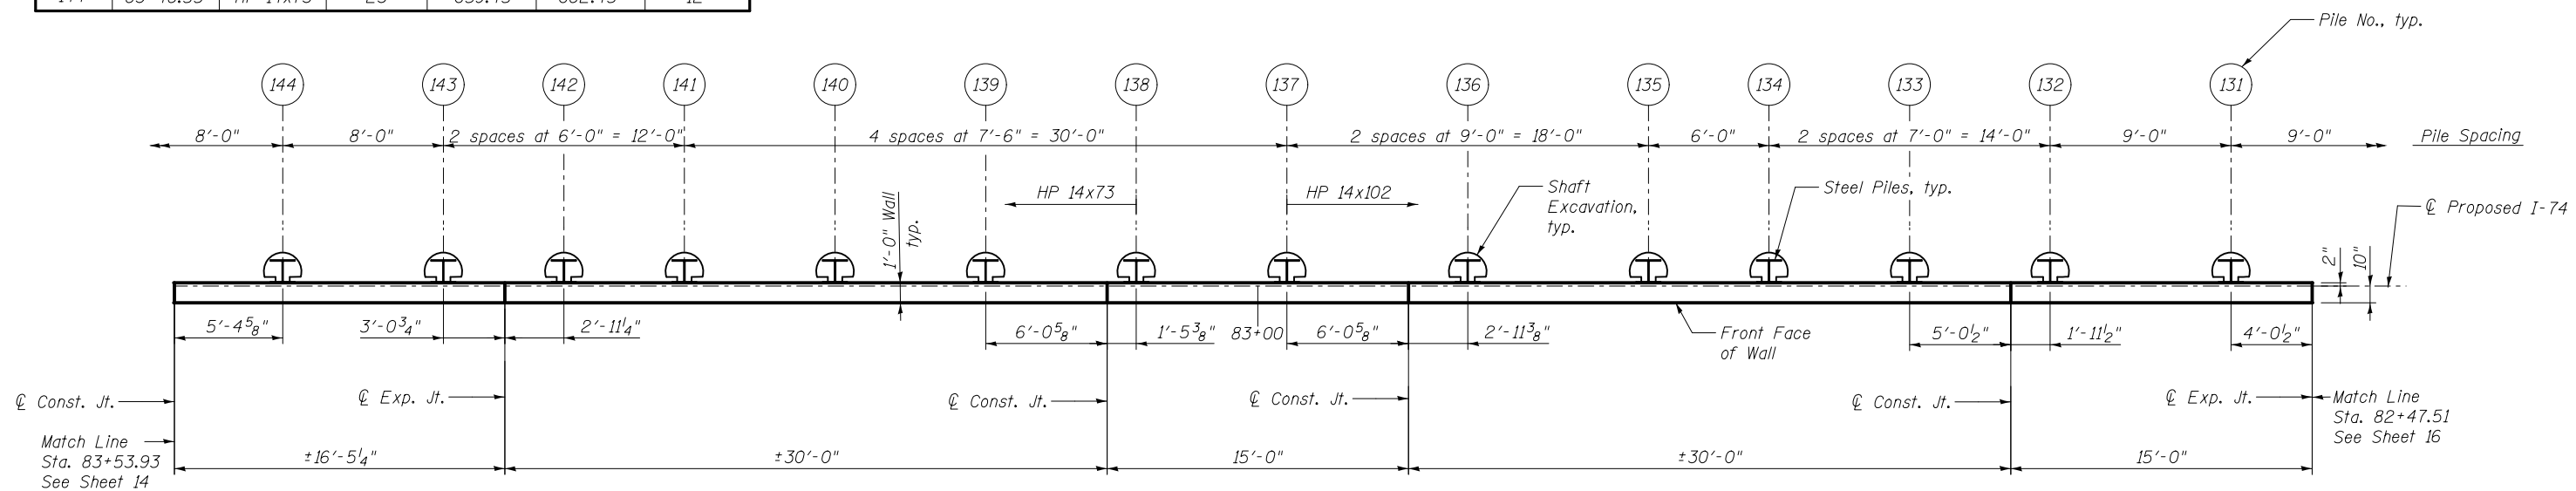 Pile No., typ.
144 143 142 141 140 139 138 137 136 135 134 133 132 131
8'-0" 8'-0" 2 spaces at 6'-0" = 12'-0" 4 spaces at 7'-6" = 30'-0" 2 spaces at 9'-0" = 18'-0" 6'-0" 2 spaces at 7'-0" = 14'-0" 9'-0" 9'-0" Pile Spacing
1'-0" Wall
typ.
HP 14x73
HP 14x102
Shaft
Excavation,
typ.
Steel Piles, typ.
℄ Proposed I-74
2"
10"
5'-4⅝" 3'-0¾" 2'-11¼" 6'-0⅝" 1'-5⅜" 83+00 6'-0⅝" 2'-11⅜" 5'-0½" 1'-11½" 4'-0½"
Front Face
of Wall
℄ Const. Jt.
℄ Exp. Jt.
℄ Const. Jt.
℄ Const. Jt.
℄ Const. Jt.
℄ Exp. Jt.
Match Line
Sta. 82+47.51
See Sheet 16
Match Line
Sta. 83+53.93
See Sheet 14
±16'-5¼" ±30'-0" 15'-0" ±30'-0" 15'-0"